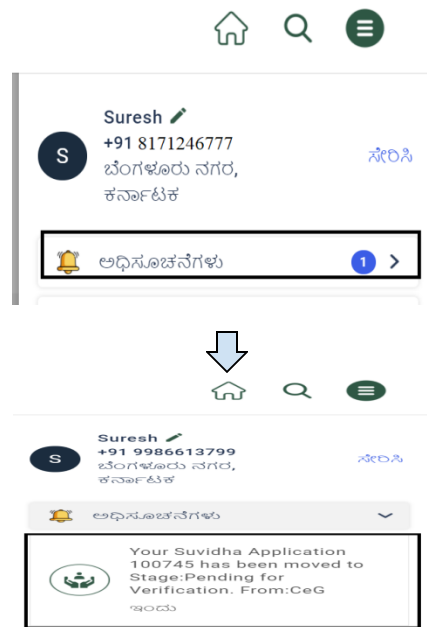 Suresh
+91 8171246777
S
ಬೆಂಗಳೂರು ನಗರ,
ಕರ್ನಾಟಕ
ಸೇರಿಸಿ
ಅಧಿಸೂಚನೆಗಳು 1
Suresh
+91 9986613799
S
ಬೆಂಗಳೂರು ನಗರ,
ಕರ್ನಾಟಕ
ಸೇರಿಸಿ
ಅಧಿಸೂಚನೆಗಳು
Your Suvidha Application
100745 has been moved to
Stage:Pending for
Verification. From:CeG
ಇಂದು